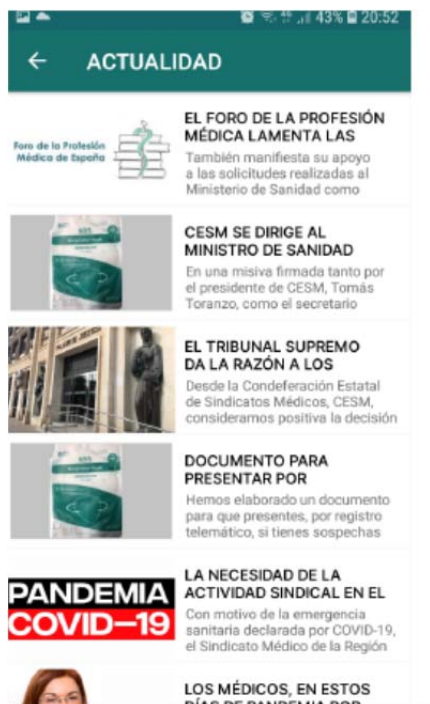 43% 20:52
ACTUALIDAD
Foro de la Profesión
Médica de España
EL FORO DE LA PROFESIÓN
MÉDICA LAMENTA LAS
También manifiesta su apoyo
a las solicitudes realizadas al
Ministerio de Sanidad como
CESM SE DIRIGE AL
MINISTRO DE SANIDAD
En una misiva firmada tanto por
el presidente de CESM, Tomás
Toranzo, como el secretario
EL TRIBUNAL SUPREMO
DA LA RAZÓN A LOS
Desde la Condeferación Estatal
de Sindicatos Médicos, CESM,
consideramos positiva la decisión
DOCUMENTO PARA
PRESENTAR POR
Hemos elaborado un documento
para que presentes, por registro
telemático, si tienes sospechas
PANDEMIA
COVID-19
LA NECESIDAD DE LA
ACTIVIDAD SINDICAL EN EL
Con motivo de la emergencia
sanitaria declarada por COVID-19,
el Sindicato Médico de la Región
LOS MÉDICOS, EN ESTOS
DÍAS DE PANDEMIA POR